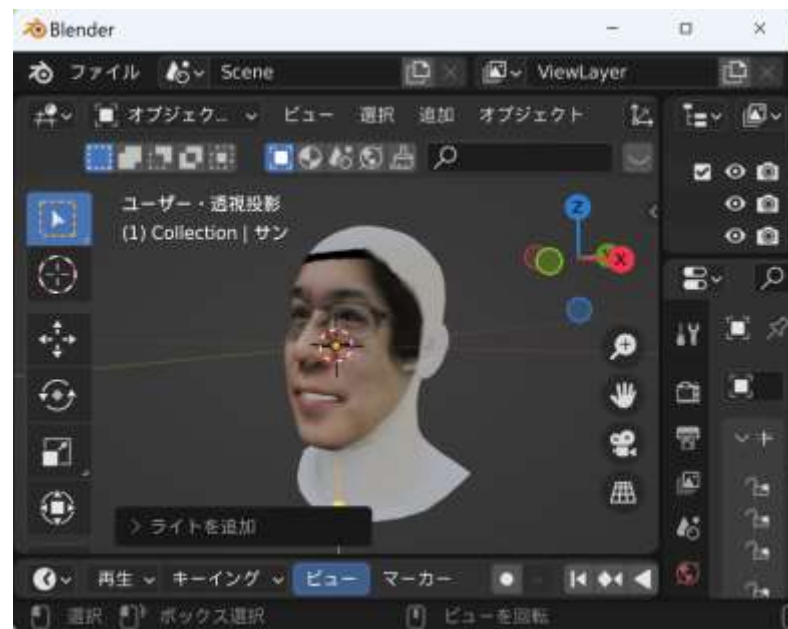 Blender
ファイル Scene ViewLayer
オブジェク.. ビュー 選択 追加 オブジェクト
ユーザー・透視投影
(1) Collection | サン
Z
Y X
> ライトを追加
再生 キーイング ビュー マーカー
選択 ボックス選択 ビューを回転